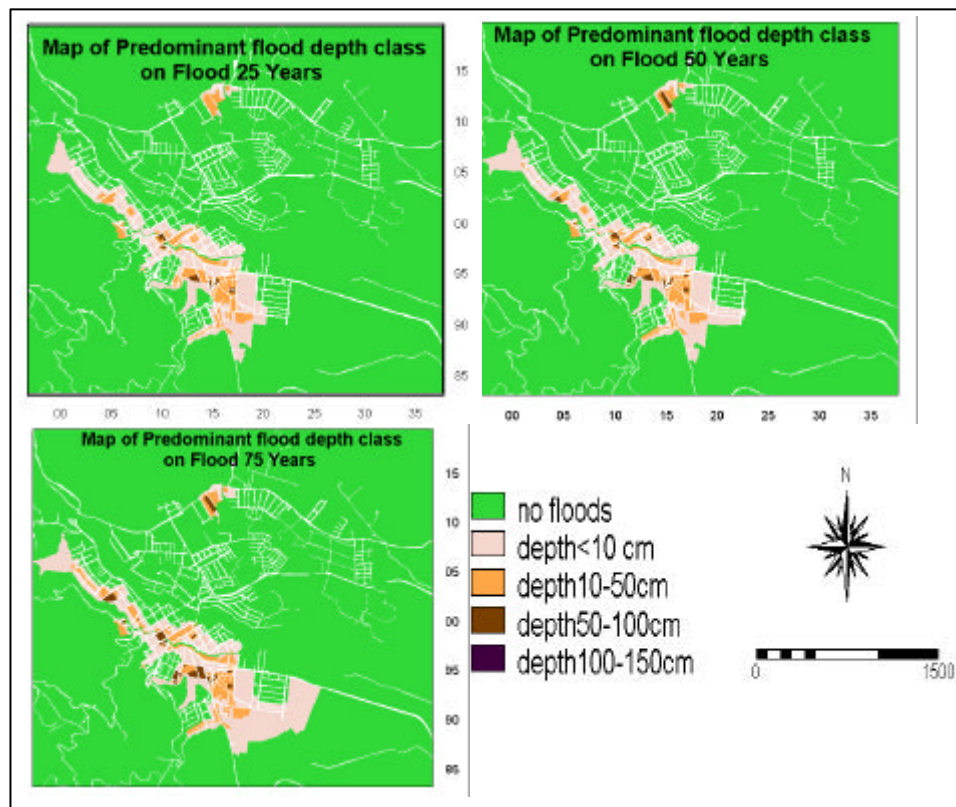 Map of Predominant flood depth class
on Flood 25 Years
Map of Predominant flood depth class
on Flood 50 Years
15
10
05
00
95
90
85
00 05 10 15 20 25 30 35
00 05 10 15 20 25 30 35
Map of Predominant flood depth class
on Flood 75 Years
15
10
05
00
95
90
85
no floods
depth<10 cm
depth10-50cm
depth50-100cm
depth100-150cm
N
0 1500